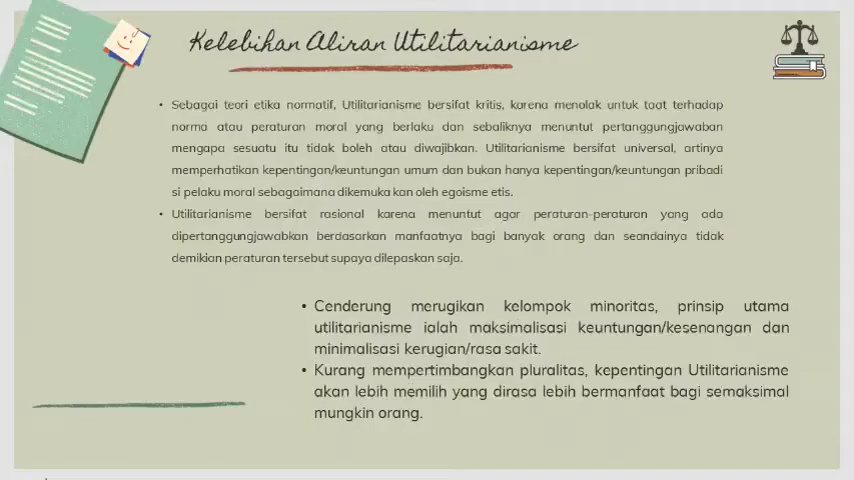 Kelebihan Aliran Utilitarianisme
• Sebagai teori etika normatif, Utilitarianisme bersifat kritis, karena menolak untuk taat terhadap
norma atau peraturan moral yang berlaku dan sebaliknya menuntut pertanggungjawaban
mengapa sesuatu itu tidak boleh atau diwajibkan. Utilitarianisme bersifat universal, artinya
memperhatikan kepentingan/keuntungan umum dan bukan hanya kepentingan/keuntungan pribadi
si pelaku moral sebagaimana dikemuka kan oleh egoisme etis.
• Utilitarianisme bersifat rasional karena menuntut agar peraturan-peraturan yang ada
dipertanggungjawabkan berdasarkan manfaatnya bagi banyak orang dan seandainya tidak
demikian peraturan tersebut supaya dilepaskan saja.
• Cenderung merugikan kelompok minoritas, prinsip utama
utilitarianisme ialah maksimalisasi keuntungan/kesenangan dan
minimalisasi kerugian/rasa sakit.
• Kurang mempertimbangkan pluralitas, kepentingan Utilitarianisme
akan lebih memilih yang dirasa lebih bermanfaat bagi semaksimal
mungkin orang.